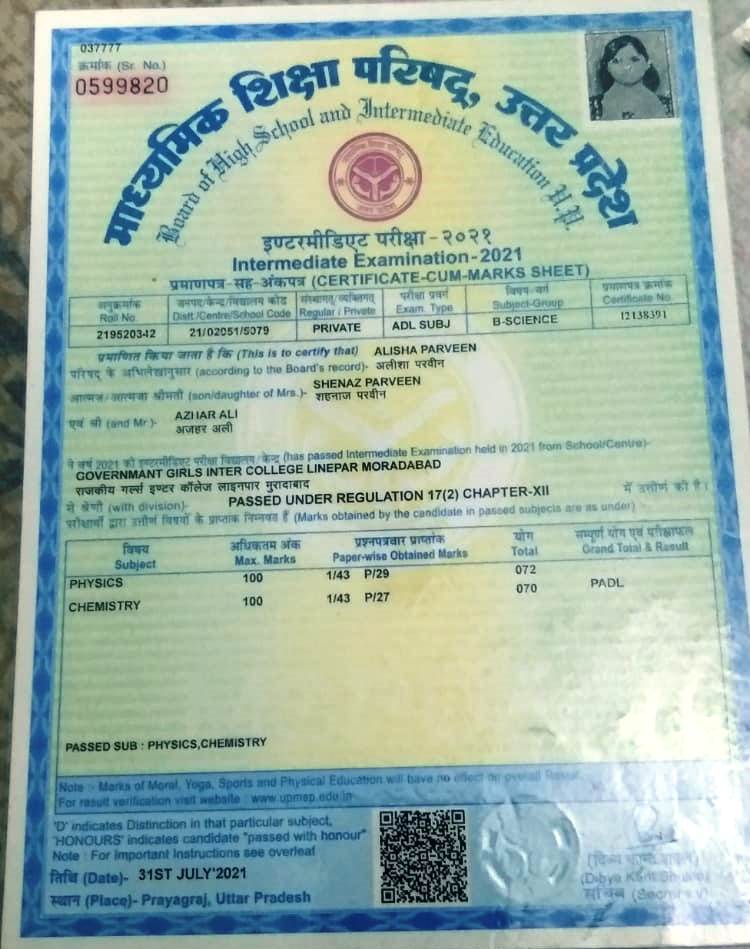 037777
क्रमांक (Sr. No.)
0599820
माध्यमिक शिक्षा परिषद्, उत्तर प्रदेश
Board of High School and Intermediate Education U.P.
इण्टरमीडिएट परीक्षा - २०२१
Intermediate Examination - 2021
प्रमाणपत्र-सह-अंकपत्र (CERTIFICATE-CUM-MARKS SHEET)
अनुक्रमांक जनपद/केन्द्र/विद्यालय कोड संस्थागत/व्यक्तिगत परीक्षा प्रवर्ग विषय-वर्ग प्रमाणपत्र क्रमांक
Roll No. Distt./Centre/School Code Regular / Private Exam. Type Subject-Group Certificate No.
219520342 21/02051/5079 PRIVATE ADL SUBJ B-SCIENCE 12138391
प्रमाणित किया जाता है कि (This is to certify that) ALISHA PARVEEN
परिषद् के अभिलेखानुसार (according to the Board's record)- अलीशा परवीन
SHENAZ PARVEEN
आत्मज/आत्मजा श्रीमती (son/daughter of Mrs.)- शहनाज परवीन
AZHAR ALI
एवं श्री (and Mr.)- अजहर अली
ने वर्ष 2021 की इण्टरमीडिएट परीक्षा विद्यालय/केन्द्र (has passed Intermediate Examination held in 2021 from School/Centre)-
GOVERNMANT GIRLS INTER COLLEGE LINEPAR MORADABAD
राजकीय गर्ल्स इण्टर कॉलेज लाइनपार मुरादाबाद
से श्रेणी (with division)- PASSED UNDER REGULATION 17(2) CHAPTER-XII में उत्तीर्ण की है।
परीक्षार्थी द्वारा उत्तीर्ण विषयों के प्राप्तांक निम्नवत हैं (Marks obtained by the candidate in passed subjects are as under)
विषय अधिकतम अंक प्रश्नपत्रवार प्राप्तांक योग सम्पूर्ण योग एवं परीक्षाफल
Subject Max. Marks Paper-wise Obtained Marks Total Grand Total & Result
PHYSICS 100 1/43 P/29 072
CHEMISTRY 100 1/43 P/27 070 PADL
PASSED SUB : PHYSICS,CHEMISTRY
Note :- Marks of Moral, Yoga, Sports and Physical Education will have no effect on overall Result.
For result verification visit website : www.upmsp.edu.in
'D' indicates Distinction in that particular subject,
'HONOURS' indicates candidate "passed with honour"
Note : For Important Instructions see overleaf
तिथि (Date)- 31ST JULY'2021
स्थान (Place)- Prayagraj, Uttar Pradesh
(Dibya Kant Shukla)
सचिव (Secretary)